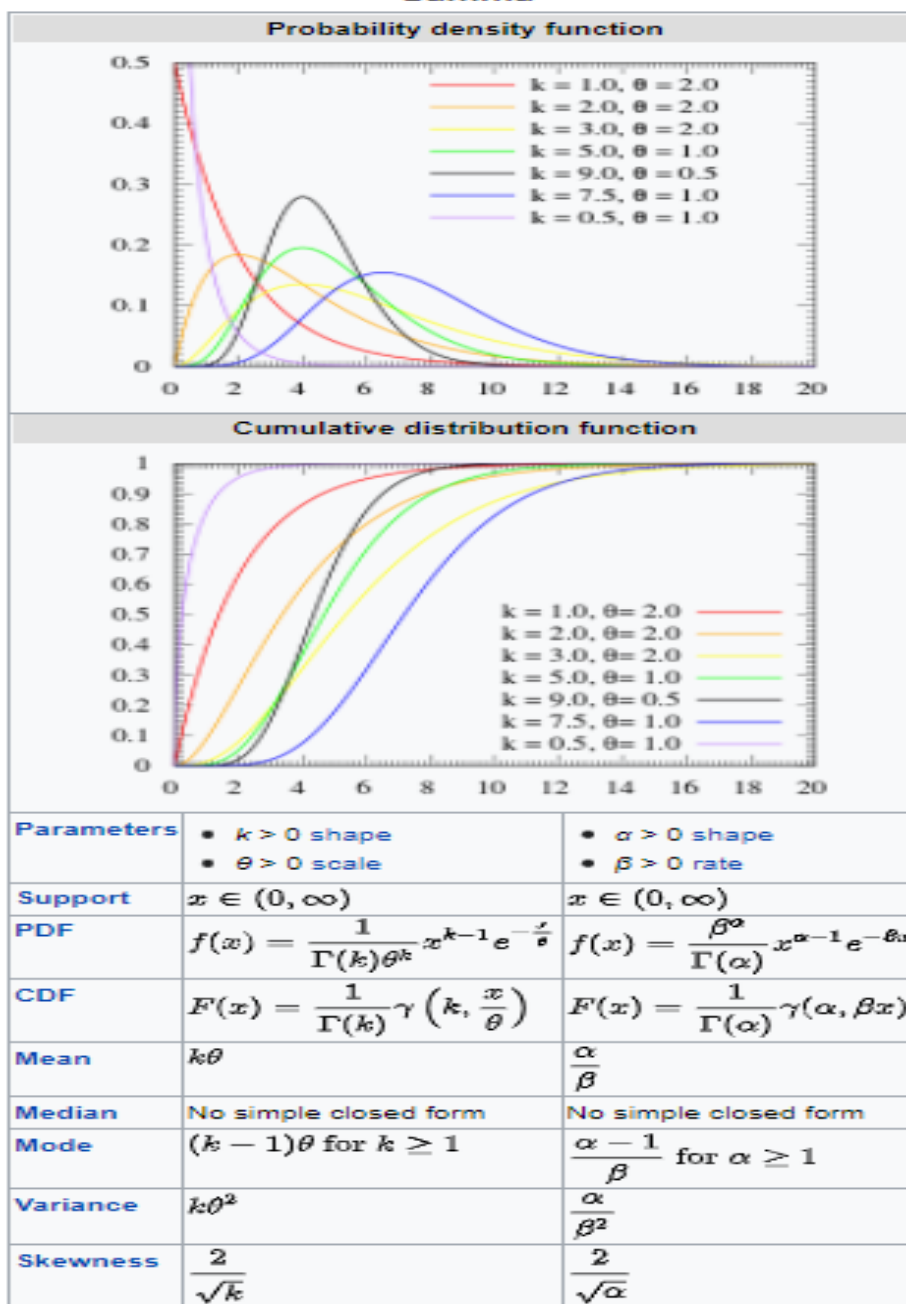 Probability density function
0.5
0.4
0.3
0.2
0.1
0
k = 1.0, θ = 2.0
k = 2.0, θ = 2.0
k = 3.0, θ = 2.0
k = 5.0, θ = 1.0
k = 9.0, θ = 0.5
k = 7.5, θ = 1.0
k = 0.5, θ = 1.0
0 2 4 6 8 10 12 14 16 18 20
Cumulative distribution function
1
0.9
0.8
0.7
0.6
0.5
0.4
0.3
0.2
0.1
0
k = 1.0, θ= 2.0
k = 2.0, θ= 2.0
k = 3.0, θ= 2.0
k = 5.0, θ= 1.0
k = 9.0, θ= 0.5
k = 7.5, θ= 1.0
k = 0.5, θ= 1.0
0 2 4 6 8 10 12 14 16 18 20
Parameters • k > 0 shape • α > 0 shape
• θ > 0 scale • β > 0 rate
Support x ∈ (0, ∞) x ∈ (0, ∞)
PDF f(x) = 1/(Γ(k)θ^k) x^(k−1) e^(−x/θ) f(x) = β^α/Γ(α) x^(α−1) e^(−βx)
CDF F(x) = 1/Γ(k) γ(k, x/θ) F(x) = 1/Γ(α) γ(α, βx)
Mean kθ α/β
Median No simple closed form No simple closed form
Mode (k − 1)θ for k ≥ 1 (α − 1)/β for α ≥ 1
Variance kθ² α/β²
Skewness 2/√k 2/√α